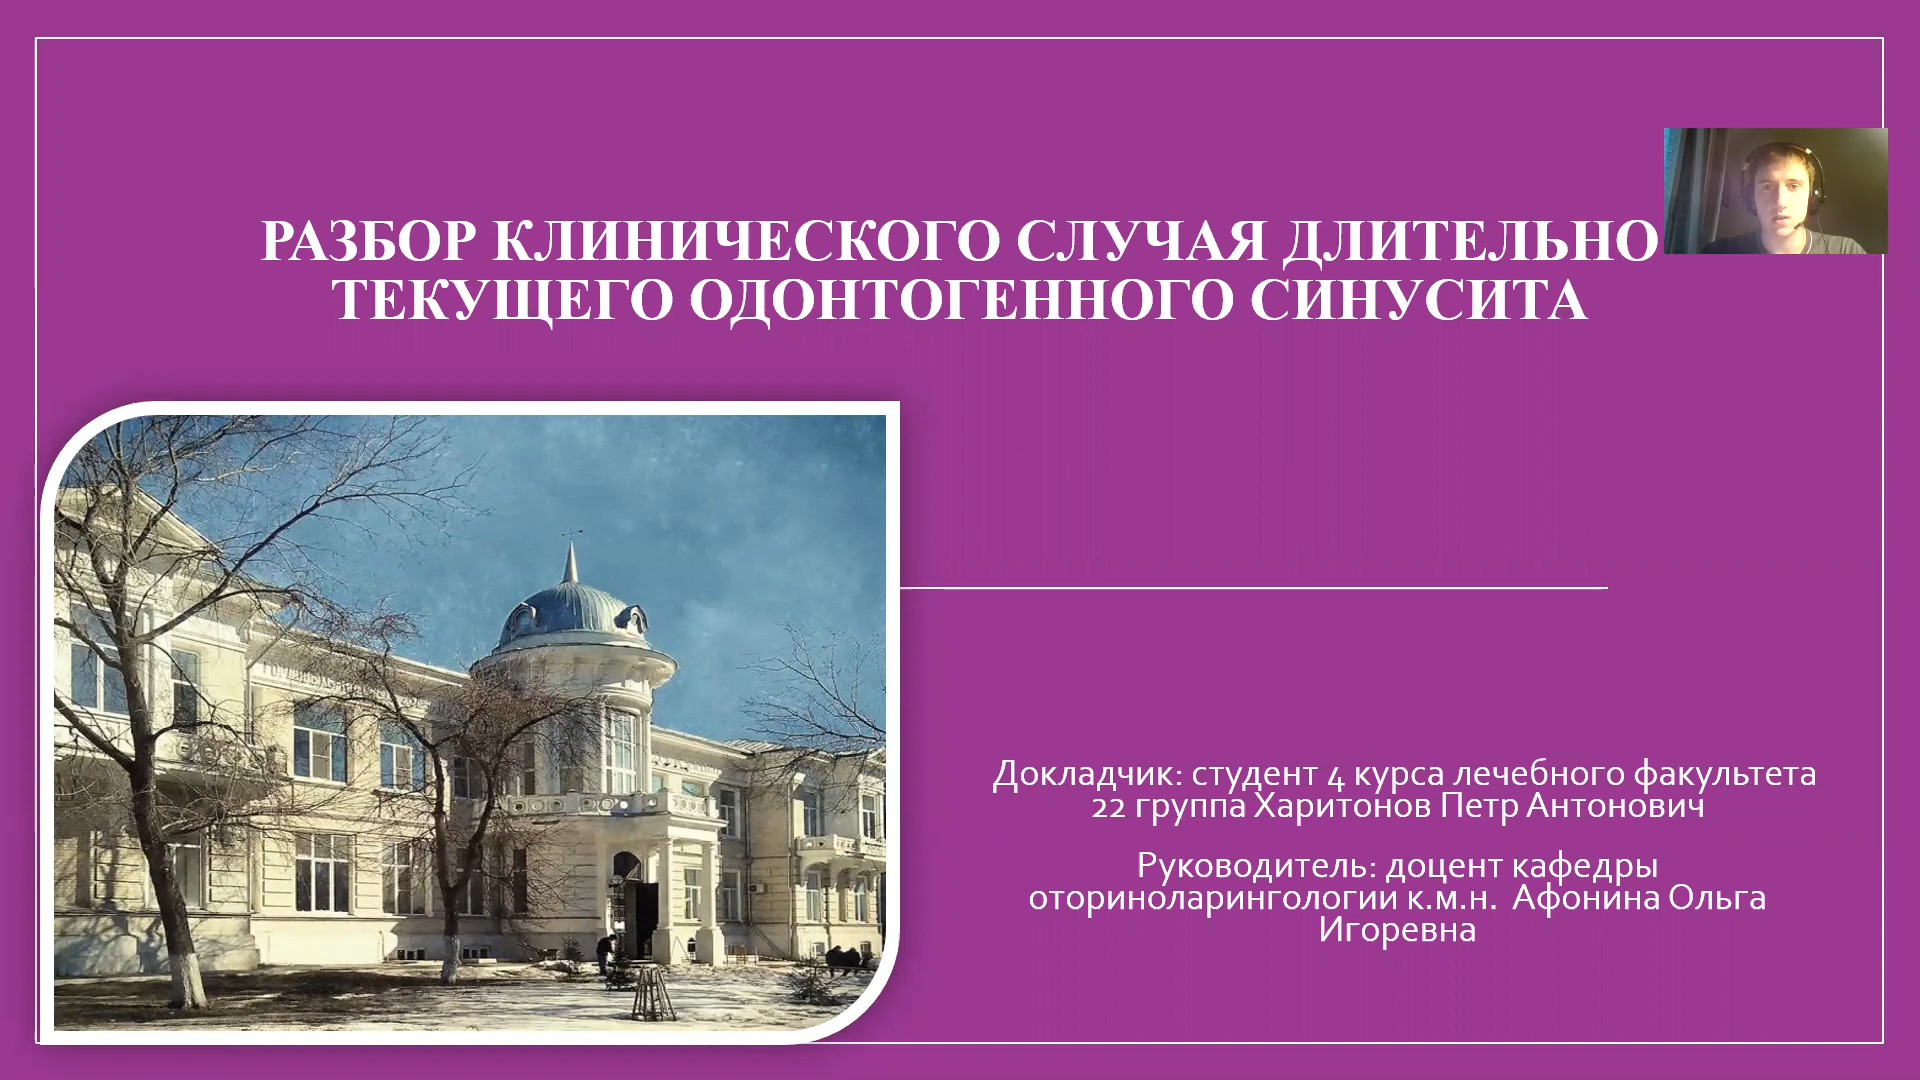 РАЗБОР КЛИНИЧЕСКОГО СЛУЧАЯ ДЛИТЕЛЬНО
ТЕКУЩЕГО ОДОНТОГЕННОГО СИНУСИТА
Докладчик: студент 4 курса лечебного факультета
22 группа Харитонов Петр Антонович
Руководитель: доцент кафедры
оториноларингологии к.м.н. Афонина Ольга
Игоревна